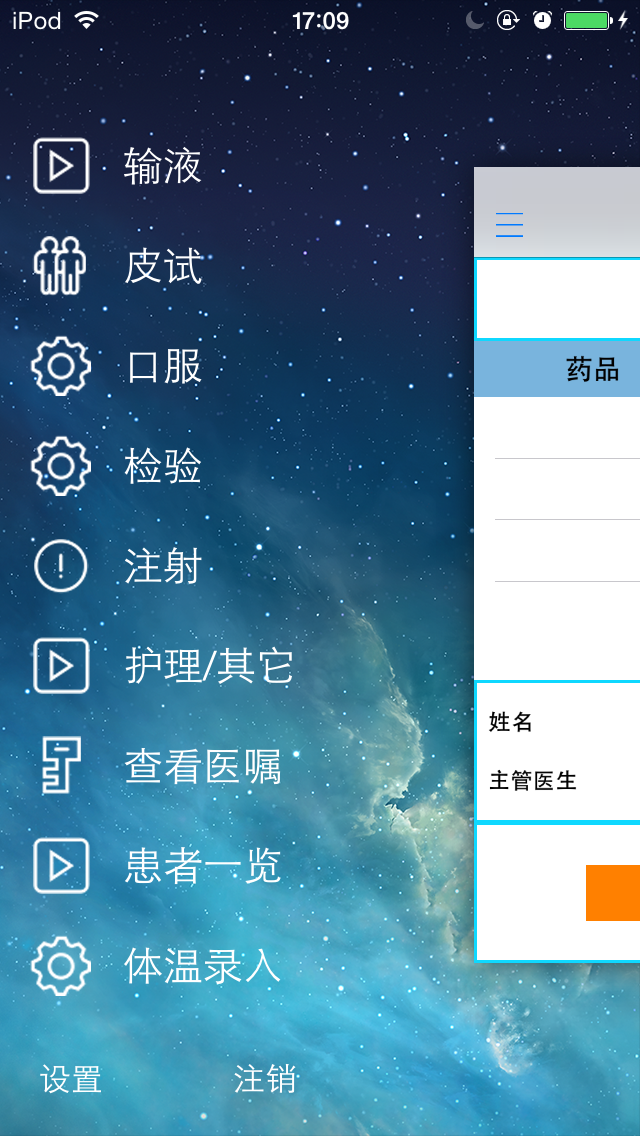 iPod 17:09
输液
皮试
口服
检验
注射
护理/其它
查看医嘱
患者一览
体温录入
设置 注销
药品
姓名
主管医生